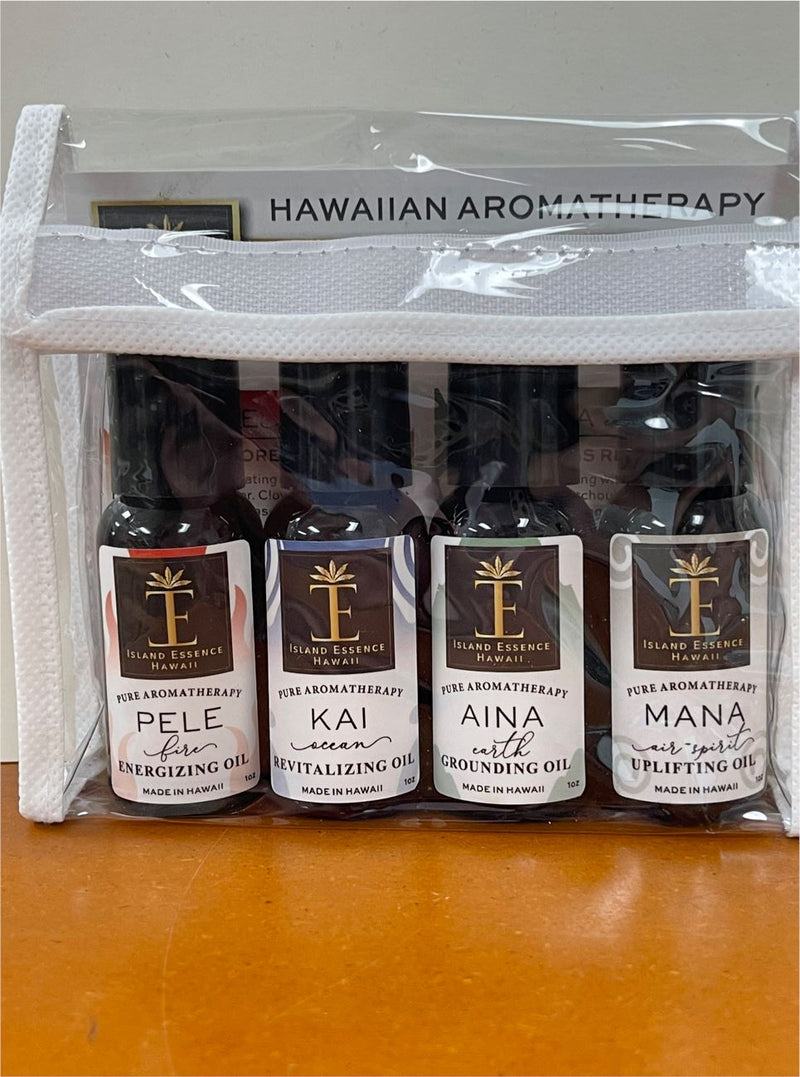 HAWAIIAN AROMATHERAPY
E
ISLAND ESSENCE
HAWAII
PURE AROMATHERAPY
PELE
fire
ENERGIZING OIL
1oz
MADE IN HAWAII
E
ISLAND ESSENCE
HAWAII
PURE AROMATHERAPY
KAI
ocean
REVITALIZING OIL
1oz
MADE IN HAWAII
E
ISLAND ESSENCE
HAWAII
PURE AROMATHERAPY
AINA
earth
GROUNDING OIL
1oz
MADE IN HAWAII
E
ISLAND ESSENCE
HAWAII
PURE AROMATHERAPY
MANA
air-spirit
UPLIFTING OIL
1oz
MADE IN HAWAII